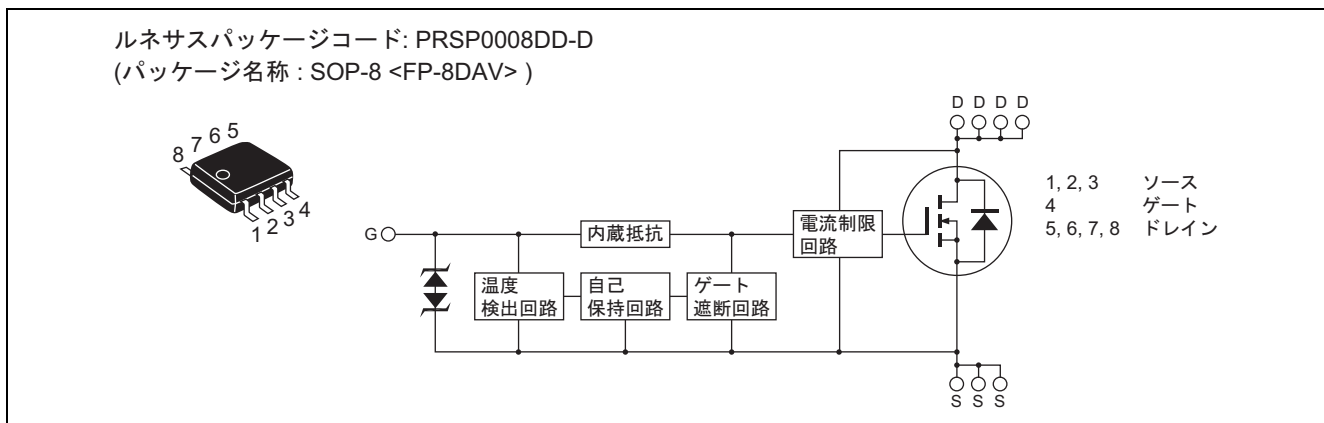 ルネサスパッケージコード: PRSP0008DD-D
(パッケージ名称 : SOP-8 <FP-8DAV> )
8 7 6 5
1 2 3 4
D D D D
1, 2, 3 ソース
4 ゲート
5, 6, 7, 8 ドレイン
G
内蔵抵抗
電流制限
回路
温度
検出回路
自己
保持回路
ゲート
遮断回路
S S S